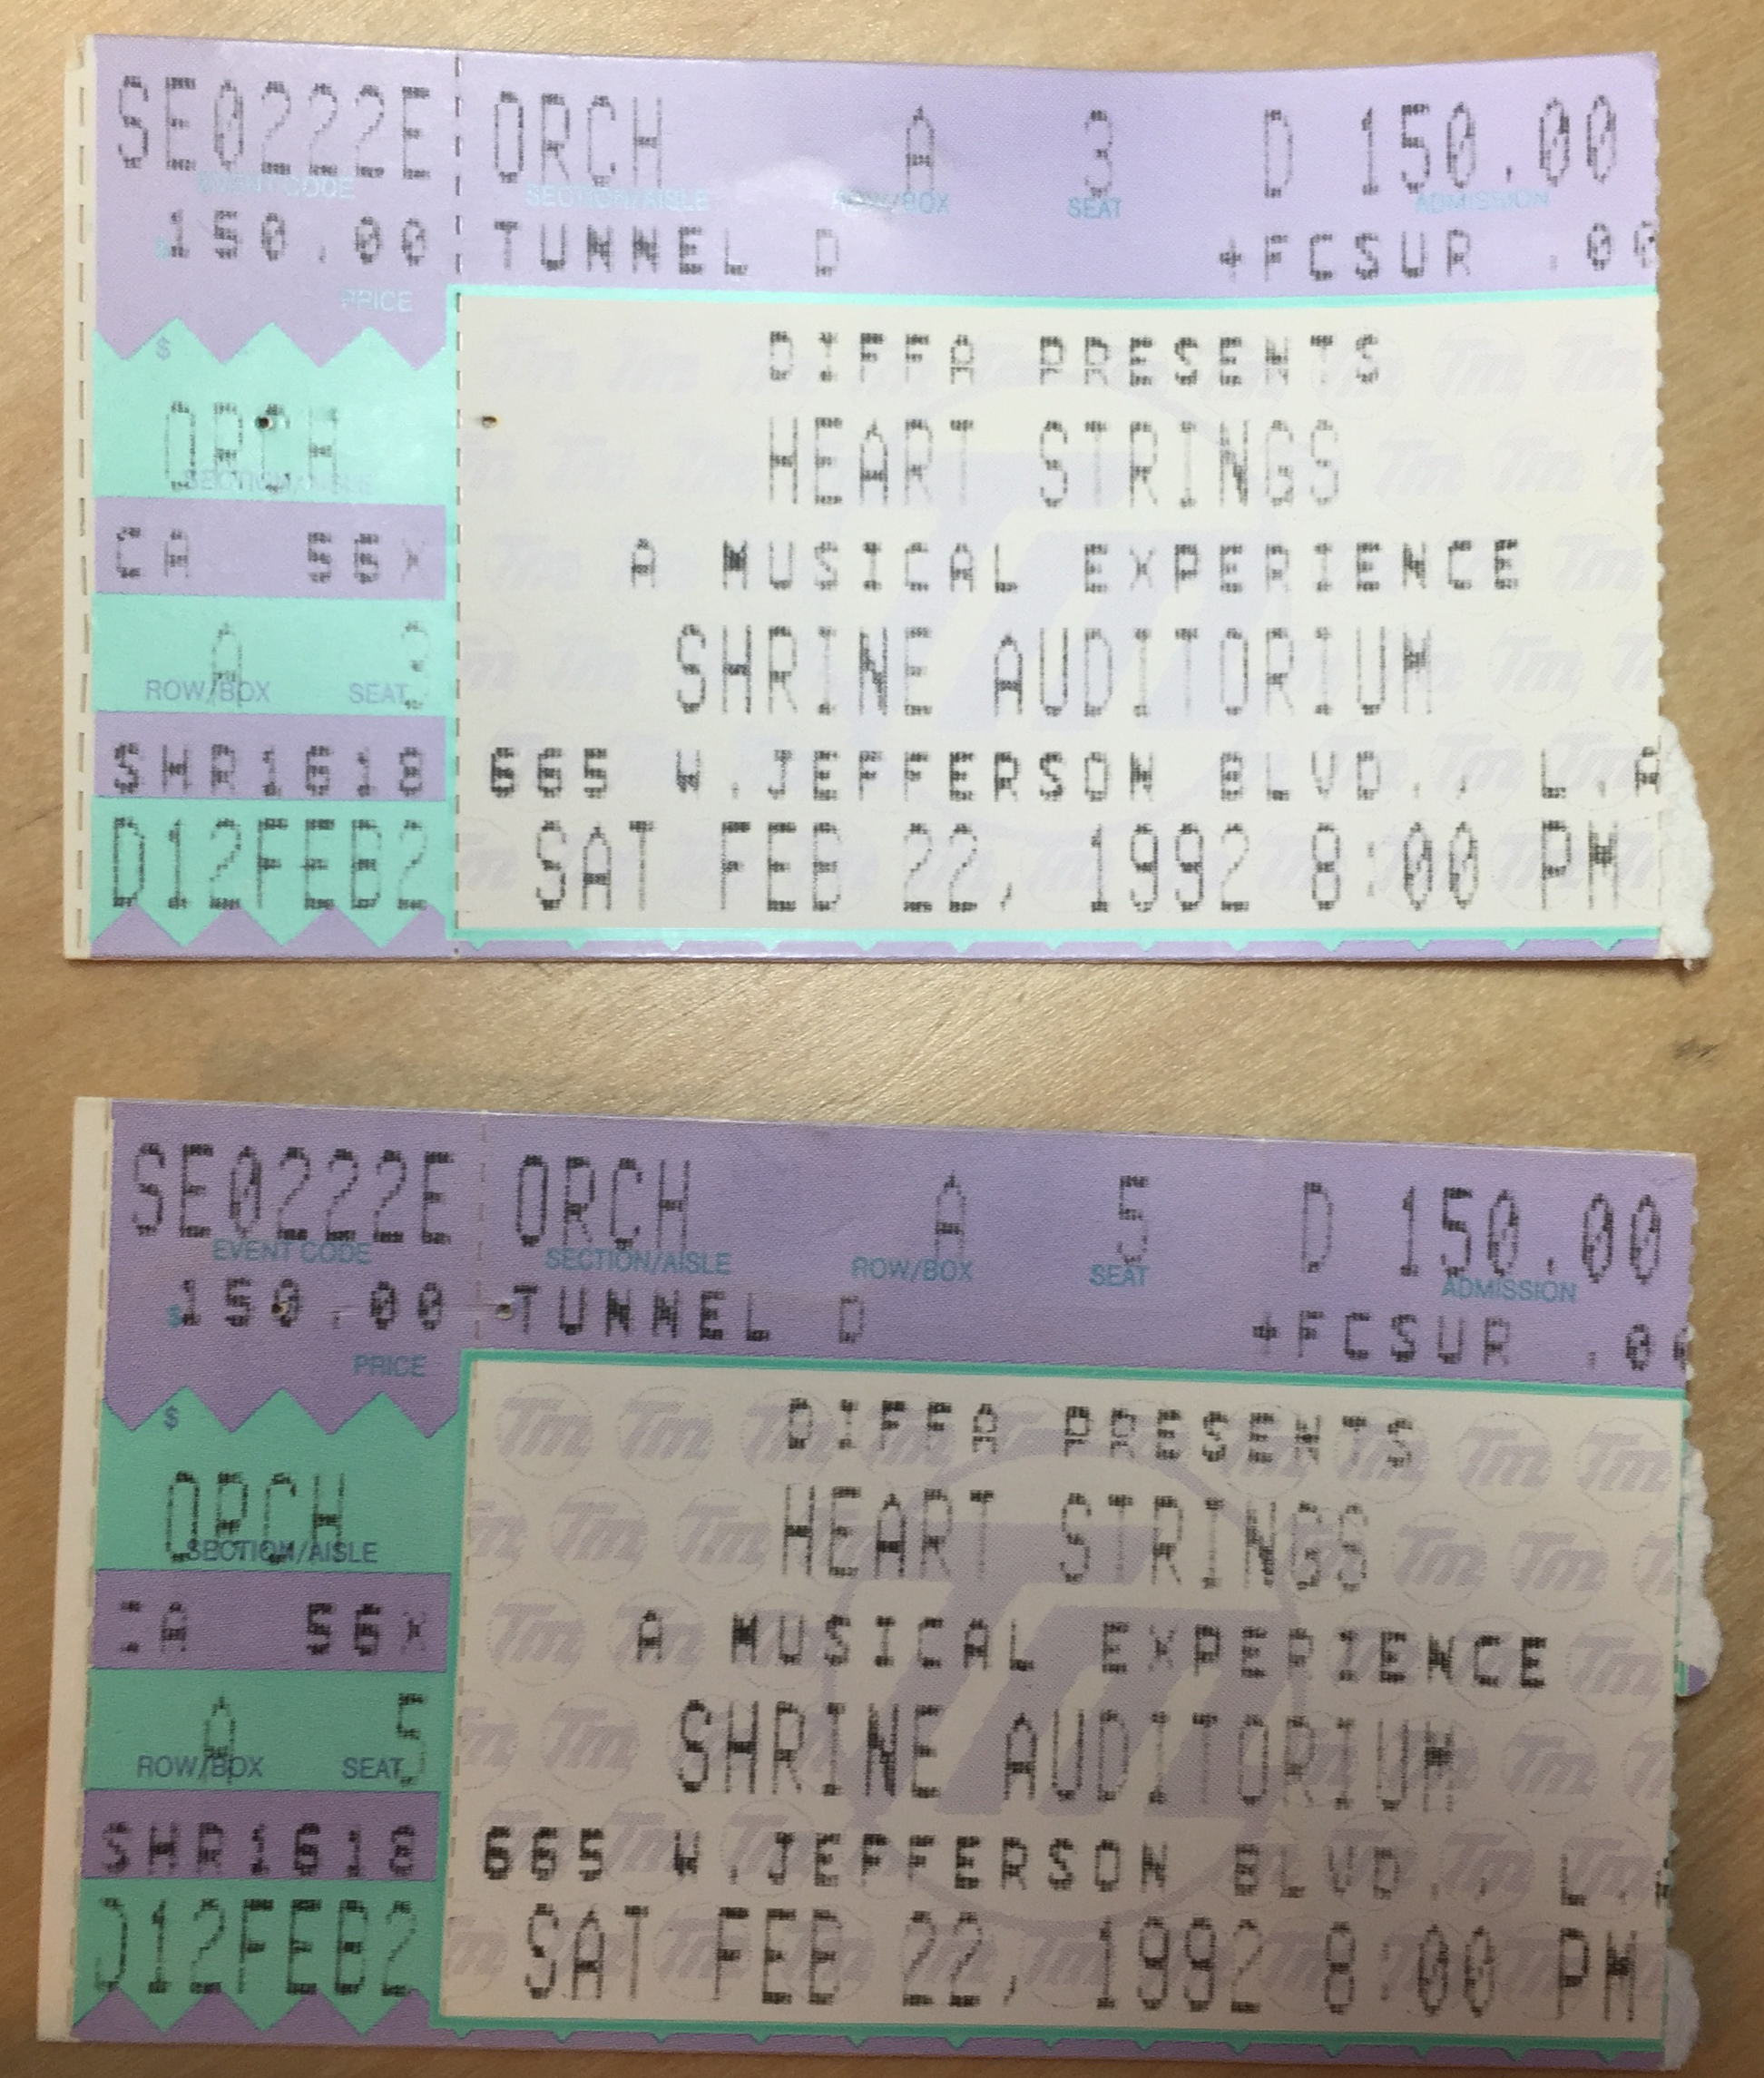 SE0222E ORCH A 3 D 150.00
EVENT CODE SECTION/AISLE ROW/BOX SEAT ADMISSION
$150.00 TUNNEL D +FCSUR .00
PRICE
$
DIFFA PRESENTS
ORCH HEART STRINGS
SECTION/AISLE
CA 56X A MUSICAL EXPERIENCE
A 3 SHRINE AUDITORIUM
ROW/BOX SEAT
SHR1618 665 W.JEFFERSON BLVD., L.A
D12FEB2 SAT FEB 22, 1992 8:00 PM
SE0222E ORCH A 5 D 150.00
EVENT CODE SECTION/AISLE ROW/BOX SEAT ADMISSION
$150.00 TUNNEL D +FCSUR .00
PRICE
$
DIFFA PRESENTS
ORCH HEART STRINGS
SECTION/AISLE
CA 56X A MUSICAL EXPERIENCE
A 5 SHRINE AUDITORIUM
ROW/BOX SEAT
SHR1618 665 W.JEFFERSON BLVD., L.A
D12FEB2 SAT FEB 22, 1992 8:00 PM